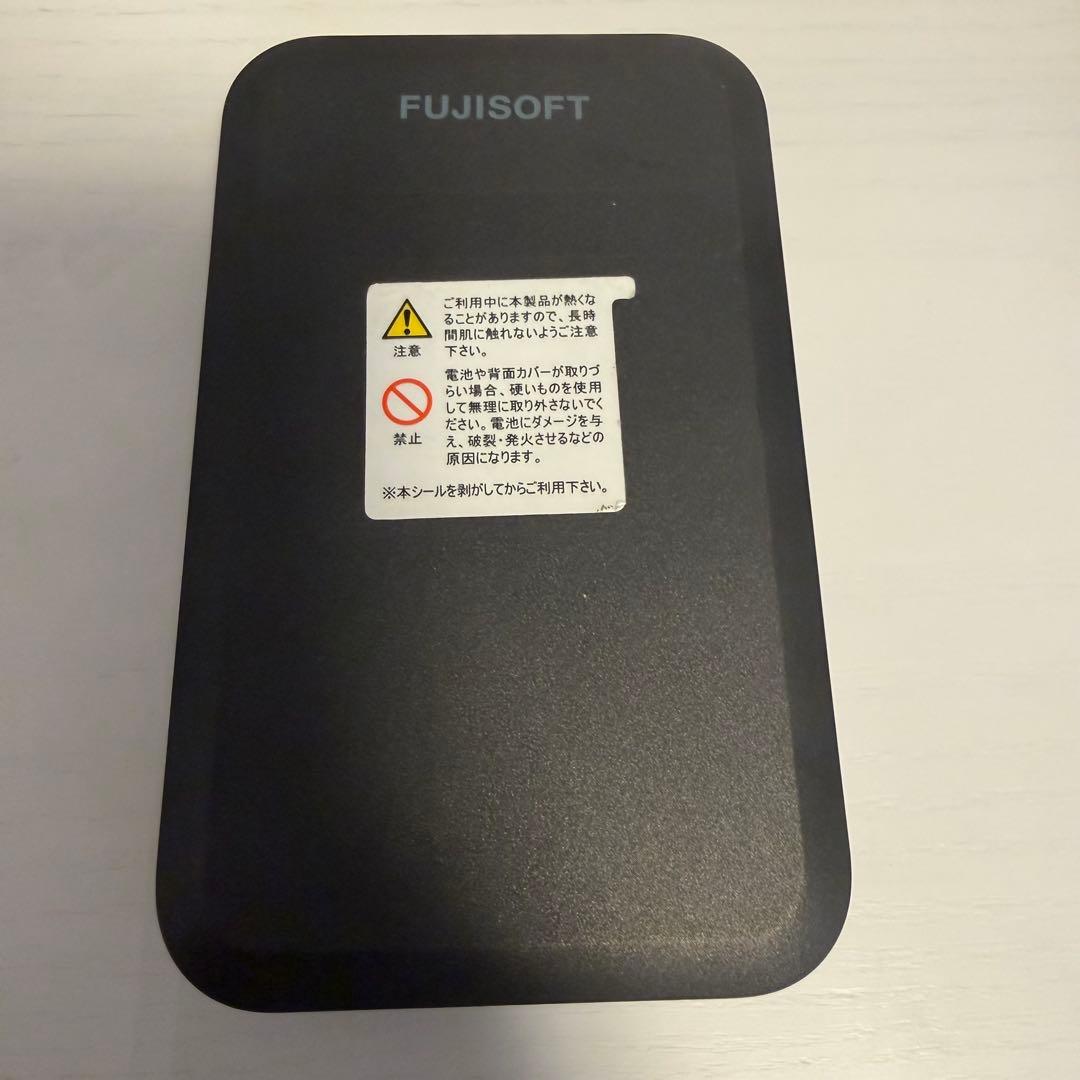 FUJISOFT
ご利用中に本製品が熱くな
ることがありますので、長時
間肌に触れないようご注意
下さい。
注意
電池や背面カバーが取りづ
らい場合、硬いものを使用
して無理に取り外さないでく
ださい。電池にダメージを与
え、破裂・発火させるなどの
原因になります。
禁止
※本シールを剥がしてからご利用下さい。